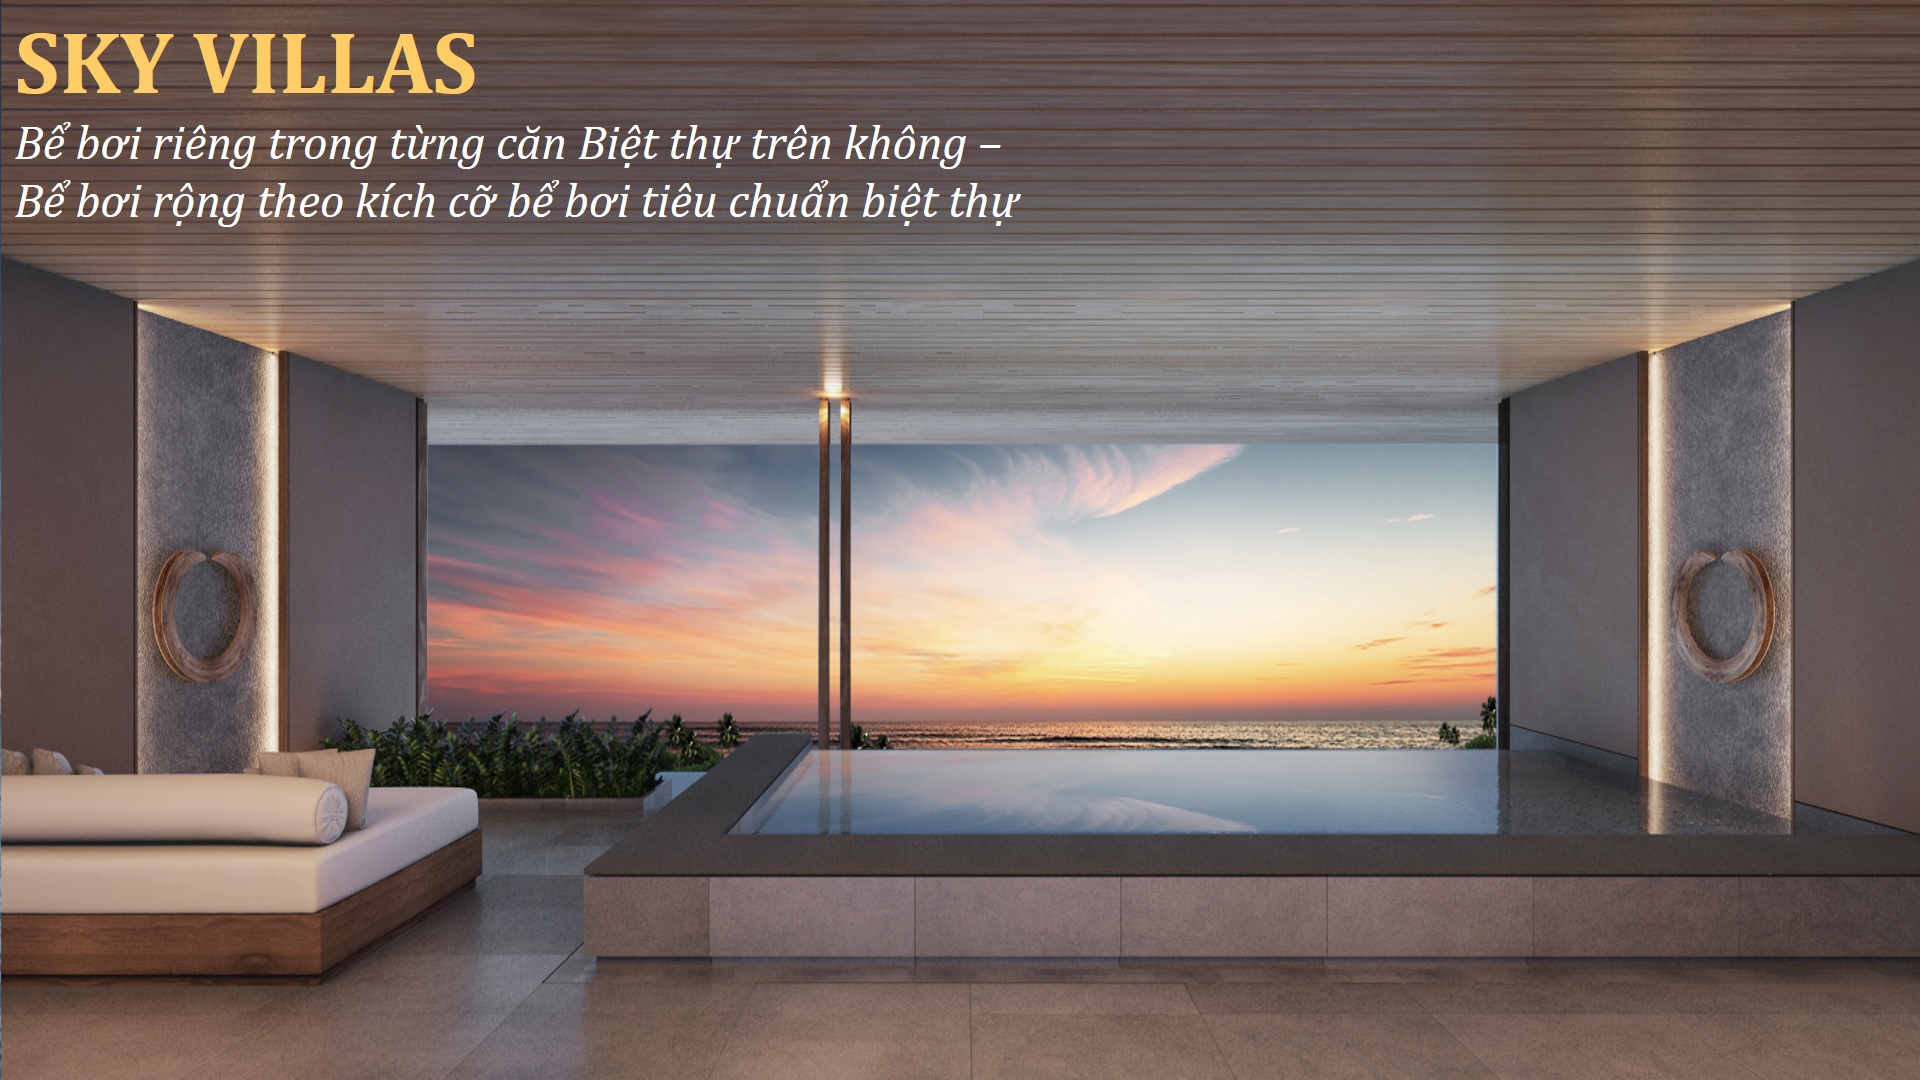 SKY VILLAS
Bể bơi riêng trong từng căn Biệt thự trên không –
Bể bơi rộng theo kích cỡ bể bơi tiêu chuẩn biệt thự